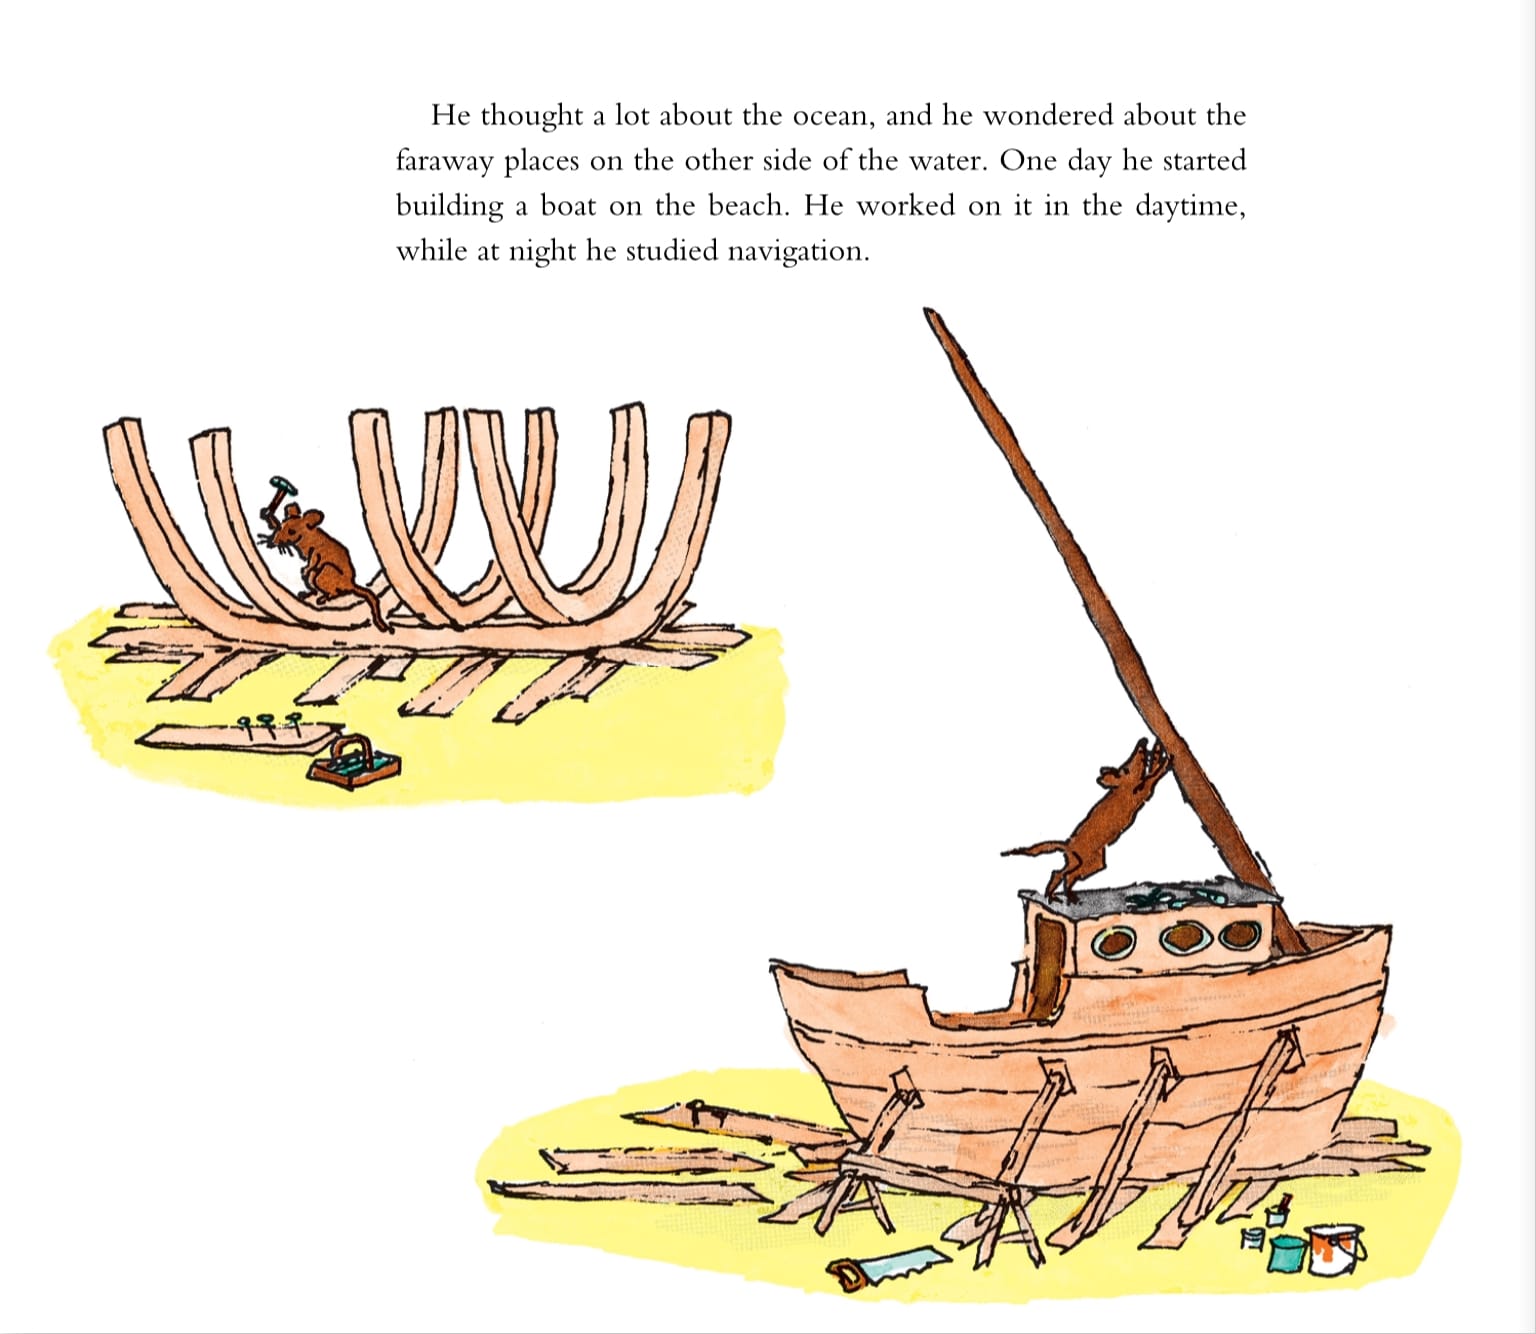 He thought a lot about the ocean, and he wondered about the
faraway places on the other side of the water. One day he started
building a boat on the beach. He worked on it in the daytime,
while at night he studied navigation.